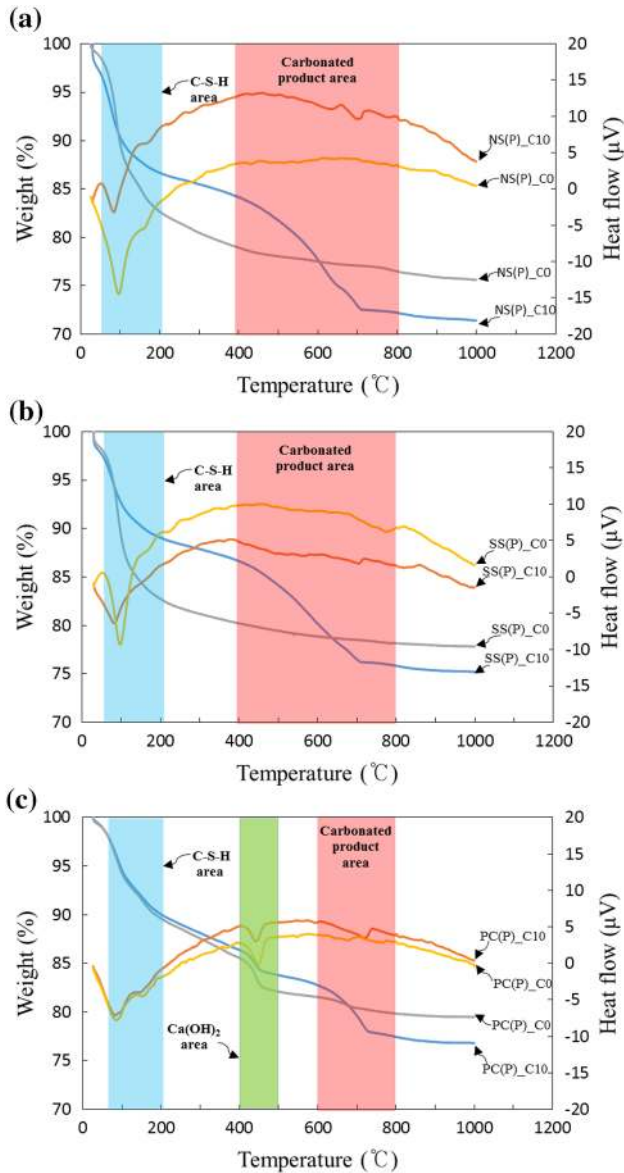 (a)
100
95
90
85
80
75
70
Weight (%)
20
15
10
5
0
-5
-10
-15
-20
Heat flow (μV)
C-S-H
area
Carbonated
product area
NS(P)_C10
NS(P)_C0
NS(P)_C0
NS(P)_C10
0 200 400 600 800 1000 1200
Temperature (℃)
(b)
100
95
90
85
80
75
70
Weight (%)
20
15
10
5
0
-5
-10
-15
-20
Heat flow (μV)
C-S-H
area
Carbonated
product area
SS(P)_C0
SS(P)_C10
SS(P)_C0
SS(P)_C10
0 200 400 600 800 1000 1200
Temperature (℃)
(c)
100
95
90
85
80
75
70
Weight (%)
20
15
10
5
0
-5
-10
-15
-20
Heat flow (μV)
C-S-H
area
Carbonated
product
area
Ca(OH)₂
area
PC(P)_C10
PC(P)_C0
PC(P)_C0
PC(P)_C10
0 200 400 600 800 1000 1200
Temperature (℃)